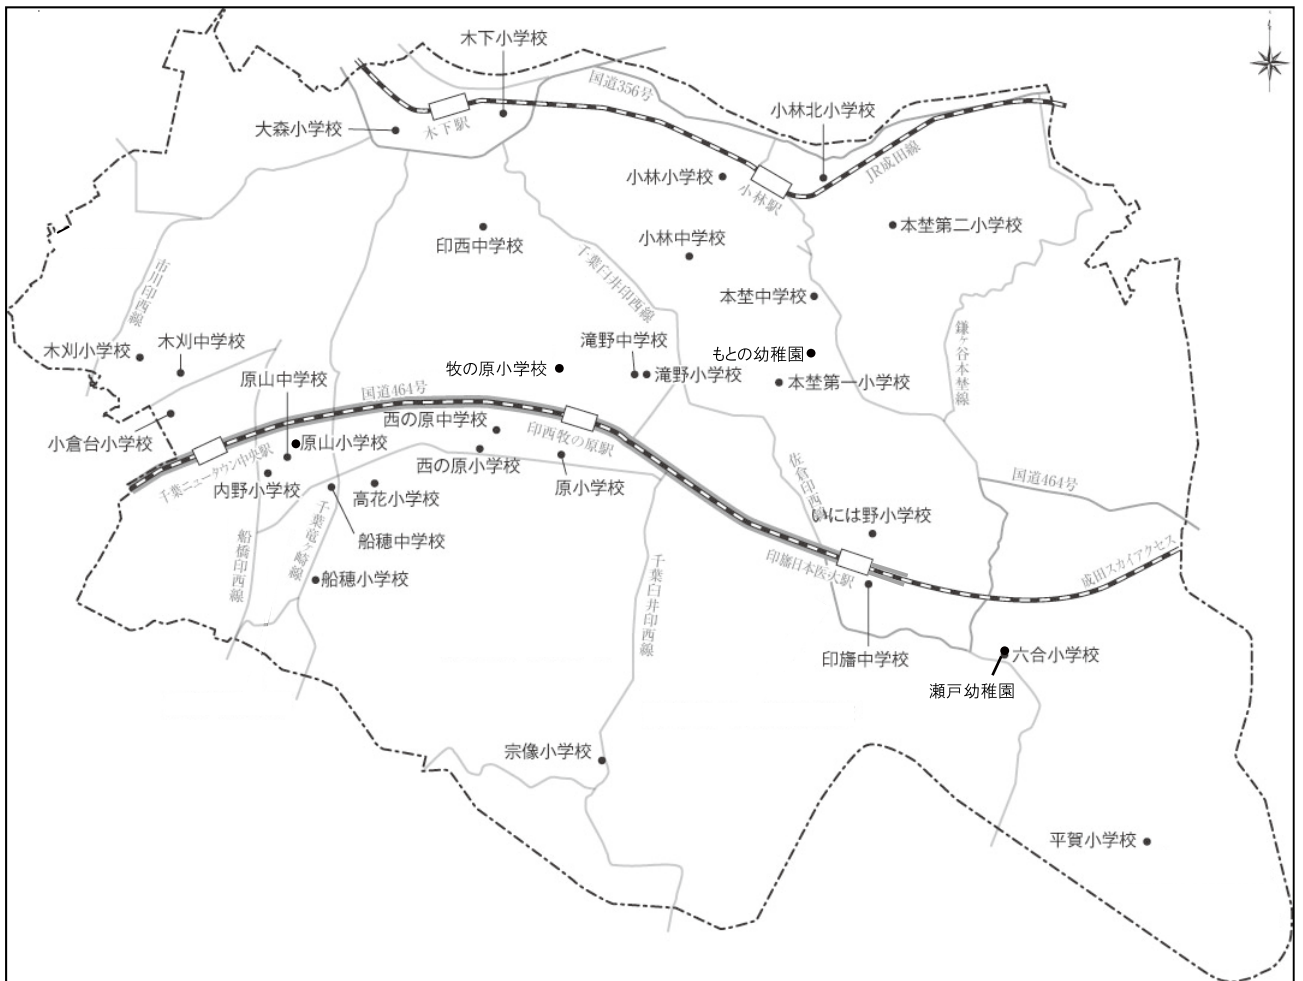 木下小学校
国道356号
小林北小学校
大森小学校
木下駅
JR成田線
小林小学校
小林駅
本埜第二小学校
印西中学校
小林中学校
千葉臼井印西線
市川印西線
本埜中学校
鎌ヶ谷本埜線
木刈小学校
木刈中学校
滝野中学校
もとの幼稚園
牧の原小学校
滝野小学校
本埜第一小学校
原山中学校
国道464号
西の原中学校
小倉台小学校
原山小学校
印西牧の原駅
千葉ニュータウン中央駅
西の原小学校
佐倉印西線
国道464号
内野小学校
高花小学校
原小学校
千葉竜ヶ崎線
いには野小学校
船穂中学校
船橋印西線
千葉臼井印西線
印旛日本医大駅
成田スカイアクセス
船穂小学校
印旛中学校
六合小学校
瀬戸幼稚園
宗像小学校
平賀小学校